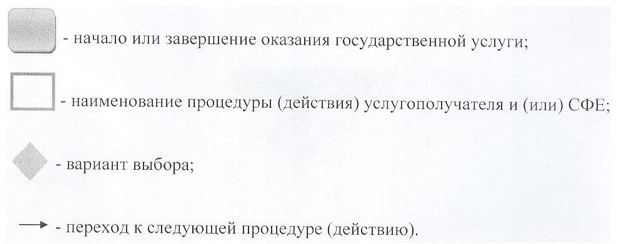 - начало или завершение оказания государственной услуги;
- наименование процедуры (действия) услугополучателя и (или) СФЕ;
- вариант выбора;
- переход к следующей процедуре (действию).